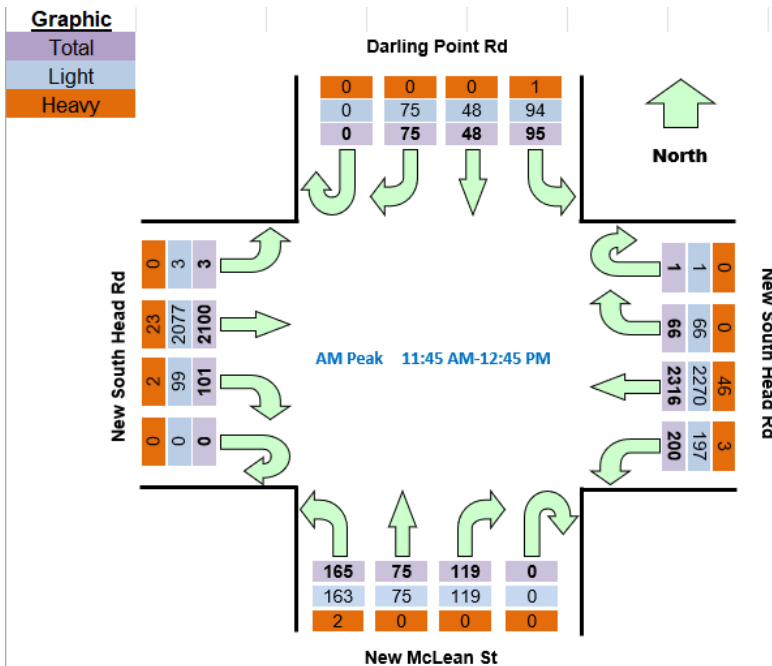 Graphic
Total
Light
Heavy
Darling Point Rd
0 0 0 1
0 75 48 94
0 75 48 95
North
New South Head Rd
0 3 3
23 2077 2100
2 99 101
0 0 0
AM Peak 11:45 AM-12:45 PM
1 1 0
66 66 0
2316 2270 46
200 197 3
New South Head Rd
165 75 119 0
163 75 119 0
2 0 0 0
New McLean St